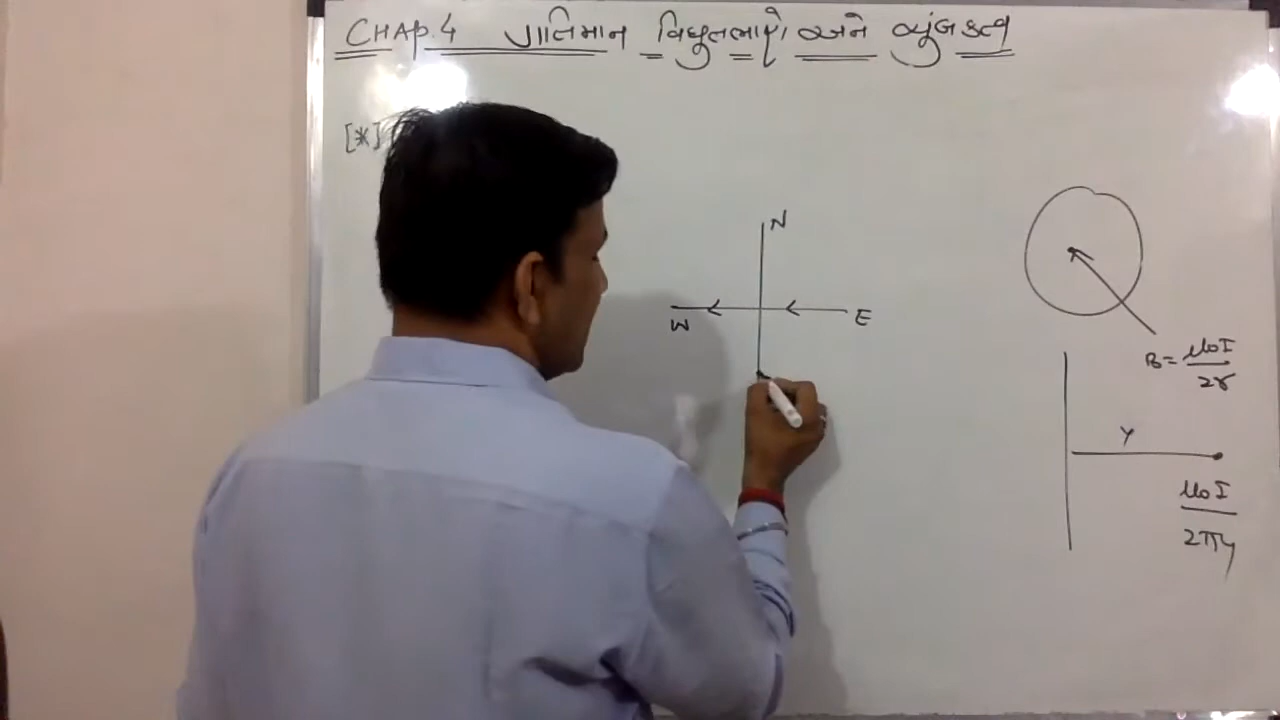 CHAP.4 ગતિમાન વિદ્યુતભારો અને ચુંબકત્વ
[*]
N
W
E
B = μ₀I / 2r
y
μ₀I / 2πy